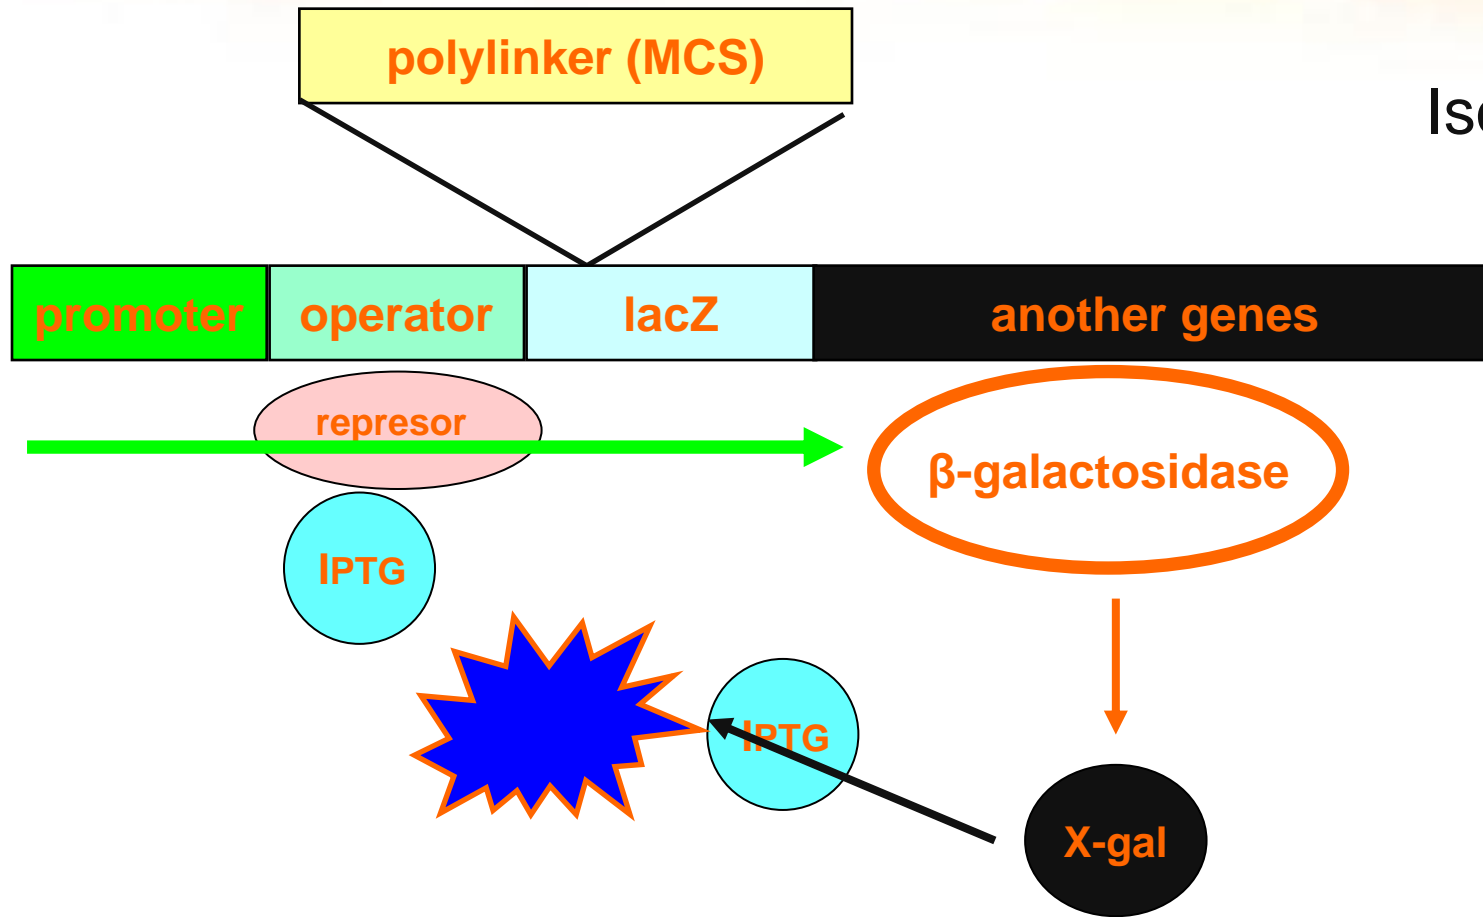 polylinker (MCS)
promoter
operator
lacZ
another genes
represor
β-galactosidase
IPTG
IPTG
X-gal